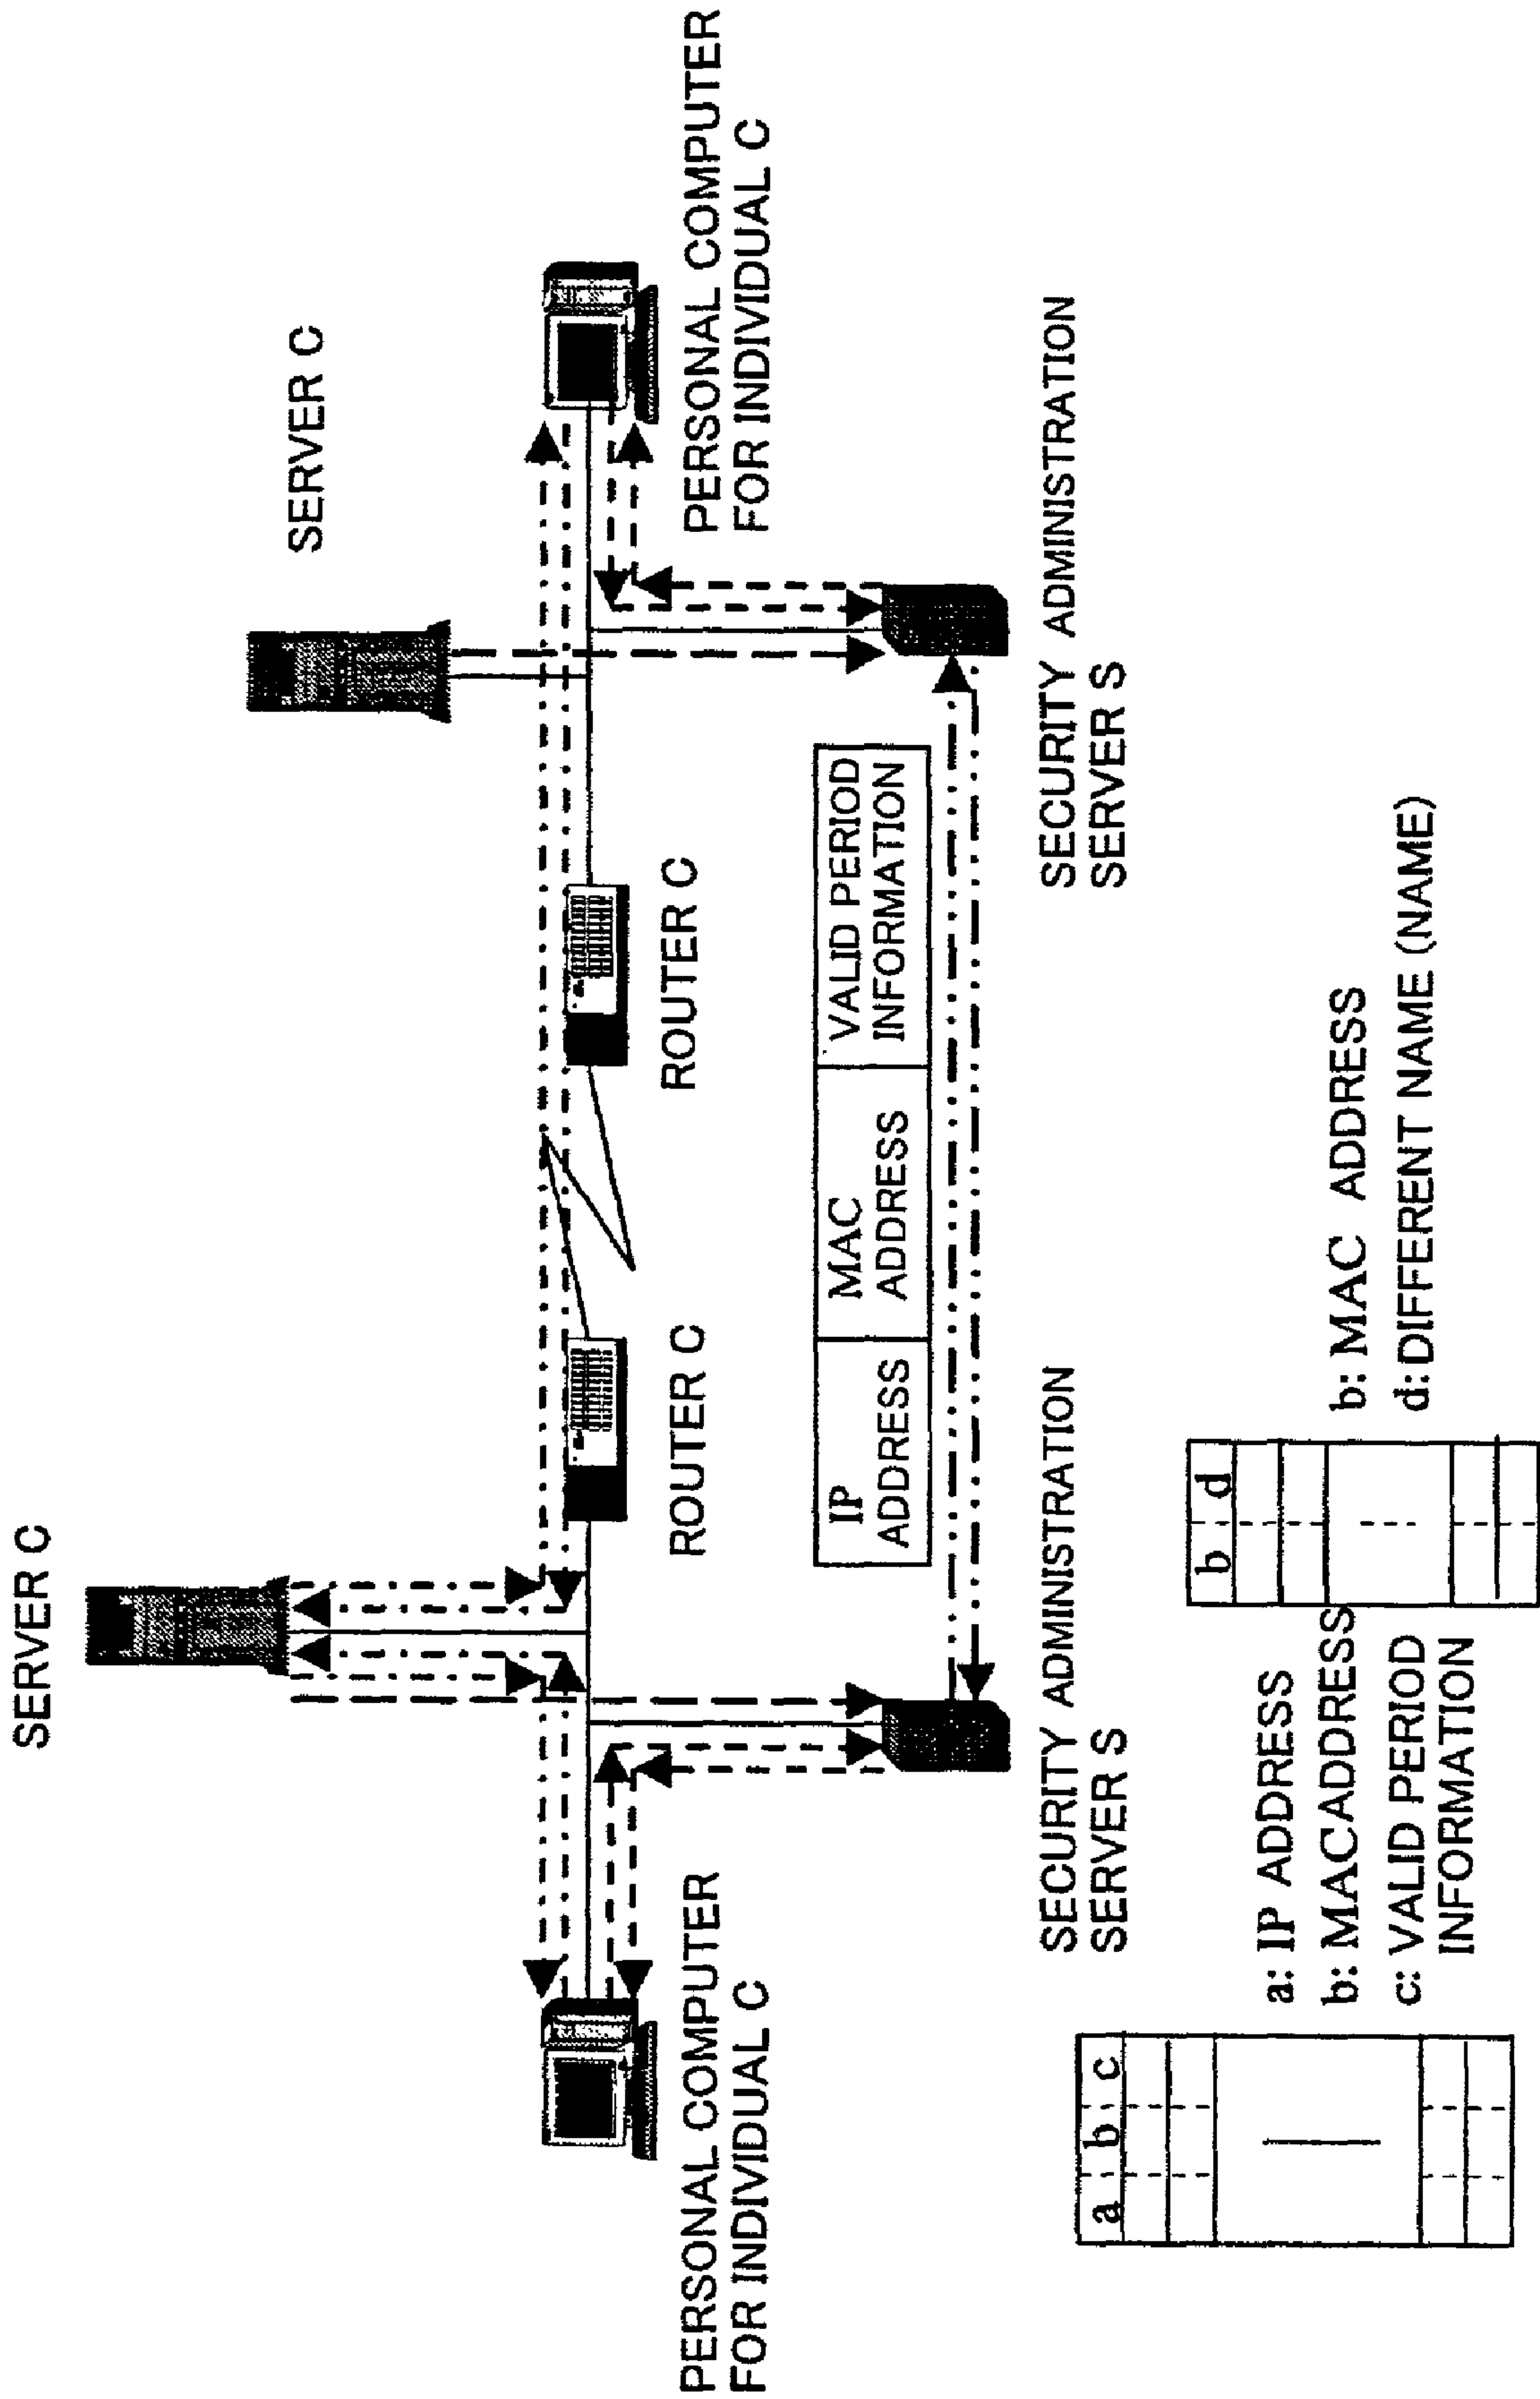 SERVER C
SERVER C
PERSONAL COMPUTER
FOR INDIVIDUAL C
ROUTER C
ROUTER C
PERSONAL COMPUTER
FOR INDIVIDUAL C
IP
ADDRESS
MAC
ADDRESS
VALID PERIOD
INFORMATION
SECURITY ADMINISTRATION
SERVER S
SECURITY ADMINISTRATION
SERVER S
a b c
a: IP ADDRESS
b: MACADDRESS
c: VALID PERIOD
INFORMATION
b d
b: MAC ADDRESS
d: DIFFERENT NAME (NAME)